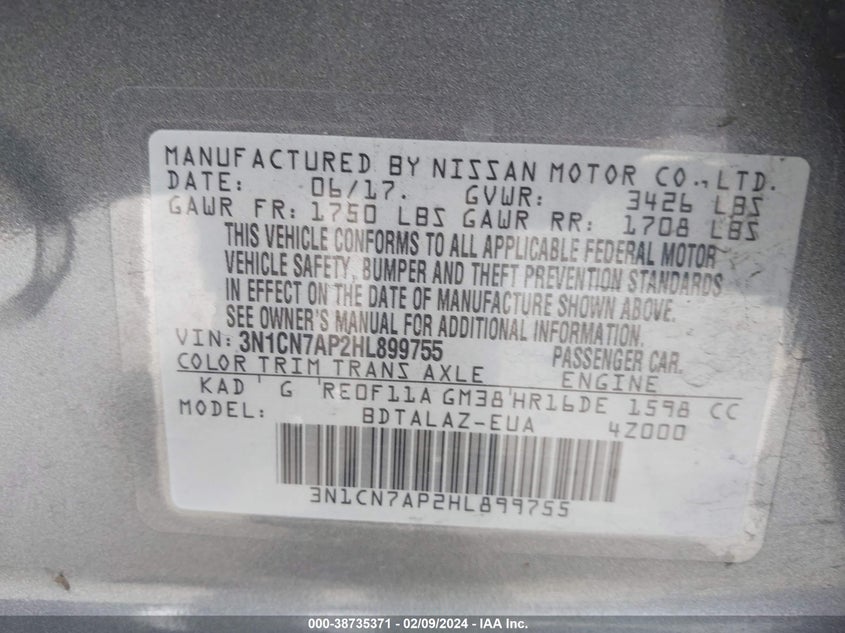 MANUFACTURED BY NISSAN MOTOR CO., LTD.
DATE: 06/17. GVWR: 3426 LBS
GAWR FR: 1750 LBS GAWR RR: 1708 LBS
THIS VEHICLE CONFORMS TO ALL APPLICABLE FEDERAL MOTOR
VEHICLE SAFETY, BUMPER AND THEFT PREVENTION STANDARDS
IN EFFECT ON THE DATE OF MANUFACTURE SHOWN ABOVE.
SEE OWNER'S MANUAL FOR ADDITIONAL INFORMATION.
VIN: 3N1CN7AP2HL899755 PASSENGER CAR.
COLOR TRIM TRANS AXLE ENGINE
KAD ' G 'RE0F11A GM38'HR16DE 1598 CC
MODEL: BDTALAZ-EUA 4Z000
3N1CN7AP2HL899755
000-38735371 - 02/09/2024 - IAA Inc.